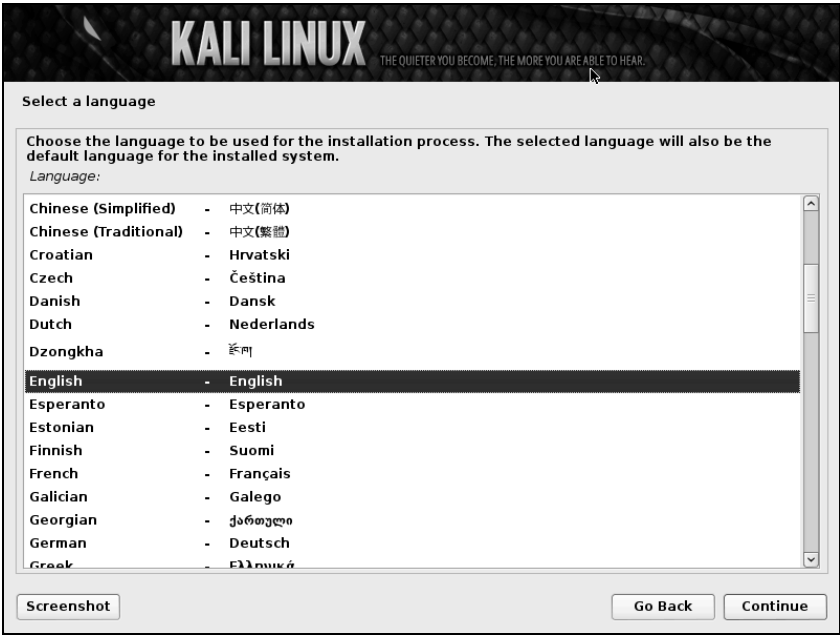 KALI LINUX THE QUIETER YOU BECOME, THE MORE YOU ARE ABLE TO HEAR.
Select a language
Choose the language to be used for the installation process. The selected language will also be the
default language for the installed system.
Language:
Chinese (Simplified) - 中文(简体)
Chinese (Traditional) - 中文(繁體)
Croatian - Hrvatski
Czech - Čeština
Danish - Dansk
Dutch - Nederlands
Dzongkha - རྫོང་ཁ
English - English
Esperanto - Esperanto
Estonian - Eesti
Finnish - Suomi
French - Français
Galician - Galego
Georgian - ქართული
German - Deutsch
Greek - Ελληνικά
Screenshot Go Back Continue